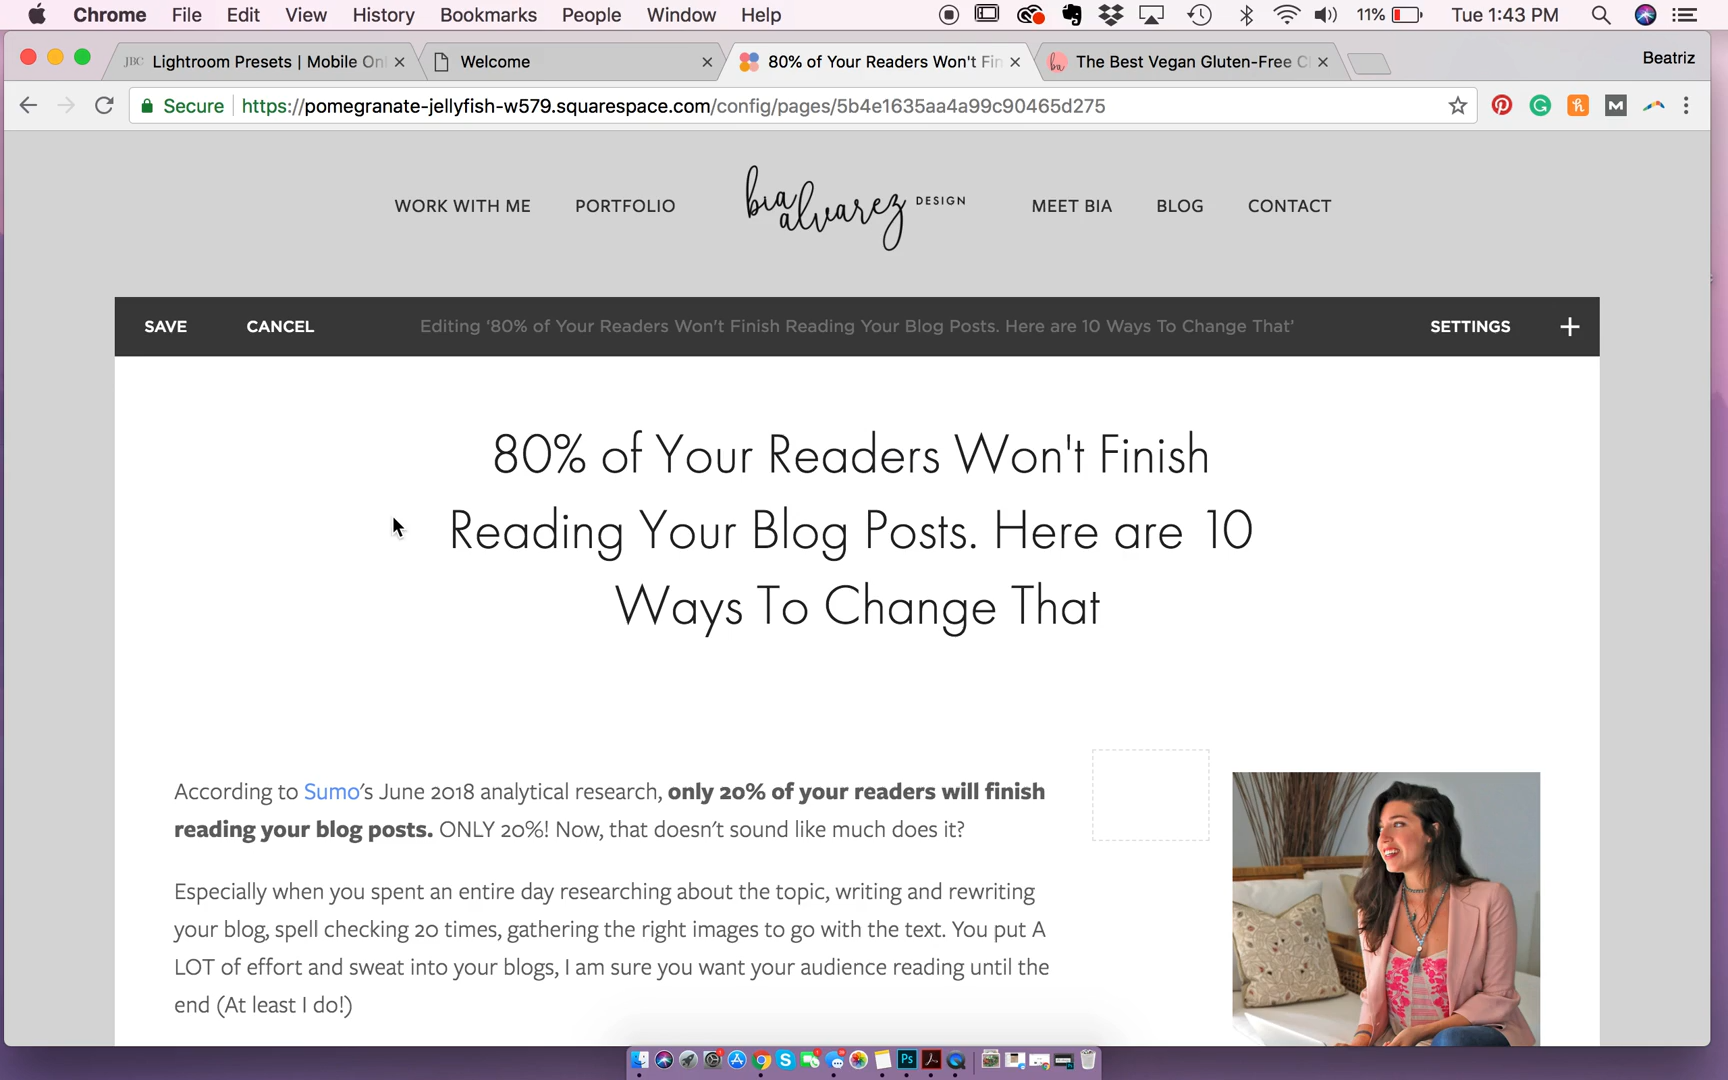 Chrome File Edit View History Bookmarks People Window Help 11% Tue 1:43 PM
JBC Lightroom Presets | Mobile Onl
Welcome
80% of Your Readers Won't Fin
The Best Vegan Gluten-Free C
Beatriz
Secure https://pomegranate-jellyfish-w579.squarespace.com/config/pages/5b4e1635aa4a99c90465d275
WORK WITH ME PORTFOLIO bia alvarez DESIGN MEET BIA BLOG CONTACT
SAVE CANCEL Editing ‘80% of Your Readers Won't Finish Reading Your Blog Posts. Here are 10 Ways To Change That’ SETTINGS +
80% of Your Readers Won't Finish
Reading Your Blog Posts. Here are 10
Ways To Change That
According to Sumo’s June 2018 analytical research, only 20% of your readers will finish
reading your blog posts. ONLY 20%! Now, that doesn’t sound like much does it?
Especially when you spent an entire day researching about the topic, writing and rewriting
your blog, spell checking 20 times, gathering the right images to go with the text. You put A
LOT of effort and sweat into your blogs, I am sure you want your audience reading until the
end (At least I do!)
Ps